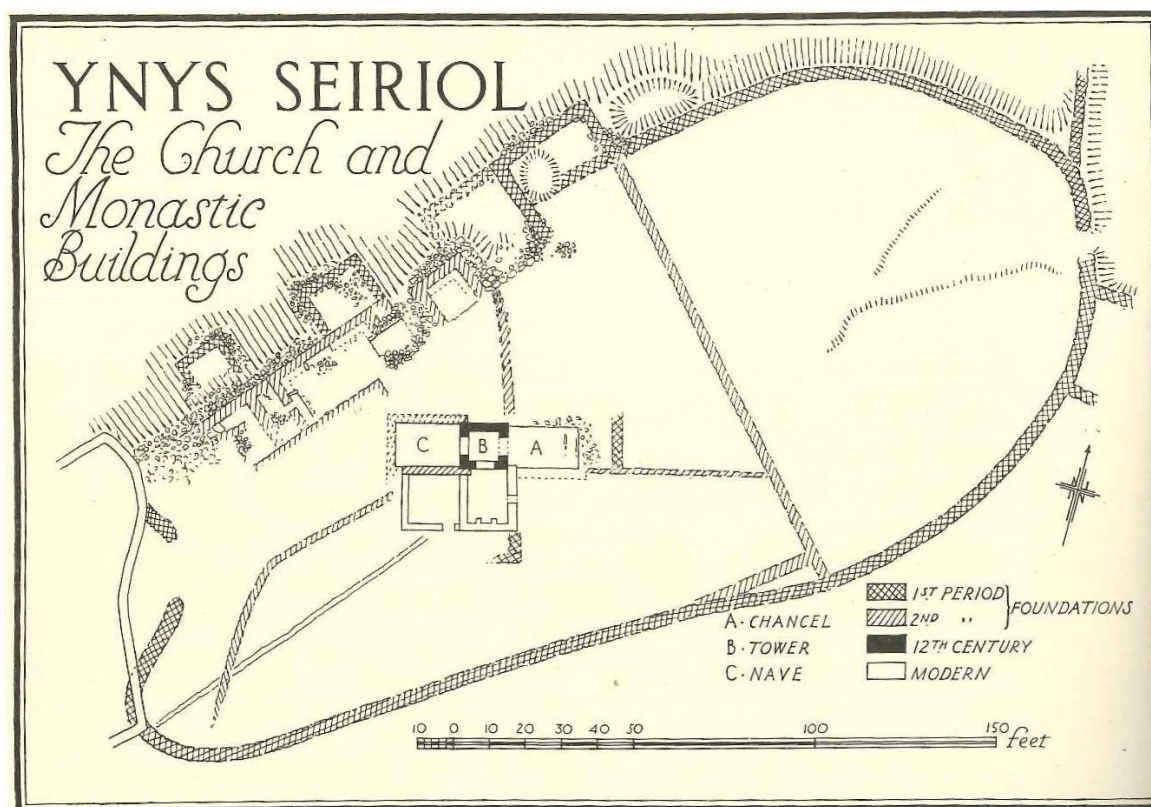 YNYS SEIRIOL
The Church and
Monastic
Buildings
C
B
A
A · CHANCEL
B · TOWER
C · NAVE
1ST PERIOD
2ND "
FOUNDATIONS
12TH CENTURY
MODERN
10 0 10 20 30 40 50 100 150 feet